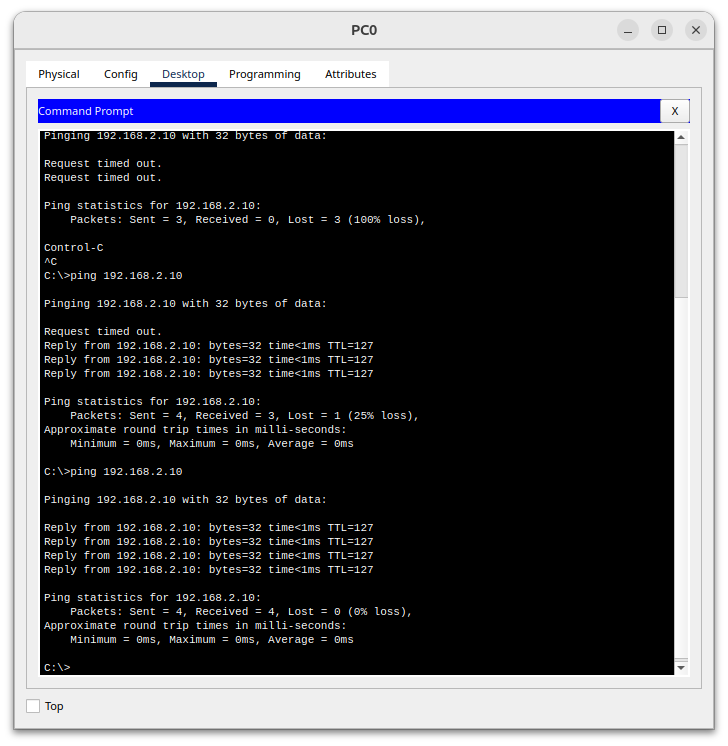 PC0
Physical Config Desktop Programming Attributes
Command Prompt X
Pinging 192.168.2.10 with 32 bytes of data:
Request timed out.
Request timed out.
Ping statistics for 192.168.2.10:
Packets: Sent = 3, Received = 0, Lost = 3 (100% loss),
Control-C
^C
C:\>ping 192.168.2.10
Pinging 192.168.2.10 with 32 bytes of data:
Request timed out.
Reply from 192.168.2.10: bytes=32 time<1ms TTL=127
Reply from 192.168.2.10: bytes=32 time<1ms TTL=127
Reply from 192.168.2.10: bytes=32 time<1ms TTL=127
Ping statistics for 192.168.2.10:
Packets: Sent = 4, Received = 3, Lost = 1 (25% loss),
Approximate round trip times in milli-seconds:
Minimum = 0ms, Maximum = 0ms, Average = 0ms
C:\>ping 192.168.2.10
Pinging 192.168.2.10 with 32 bytes of data:
Reply from 192.168.2.10: bytes=32 time<1ms TTL=127
Reply from 192.168.2.10: bytes=32 time<1ms TTL=127
Reply from 192.168.2.10: bytes=32 time<1ms TTL=127
Reply from 192.168.2.10: bytes=32 time<1ms TTL=127
Ping statistics for 192.168.2.10:
Packets: Sent = 4, Received = 4, Lost = 0 (0% loss),
Approximate round trip times in milli-seconds:
Minimum = 0ms, Maximum = 0ms, Average = 0ms
C:\>
Top